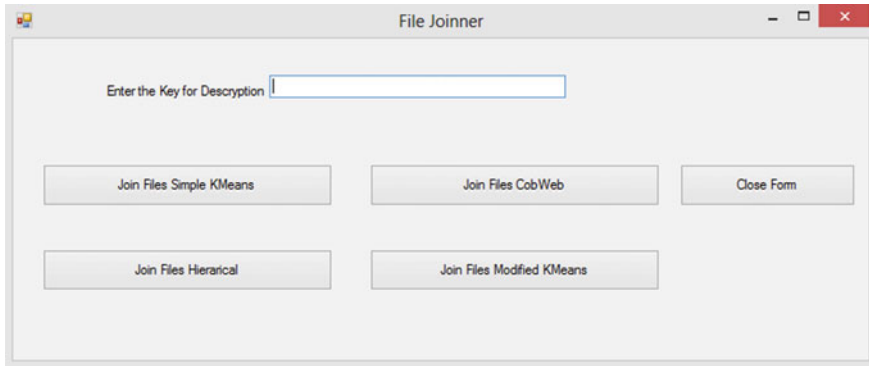 File Joinner
Enter the Key for Descryption
Join Files Simple KMeans
Join Files CobWeb
Close Form
Join Files Hierarical
Join Files Modified KMeans